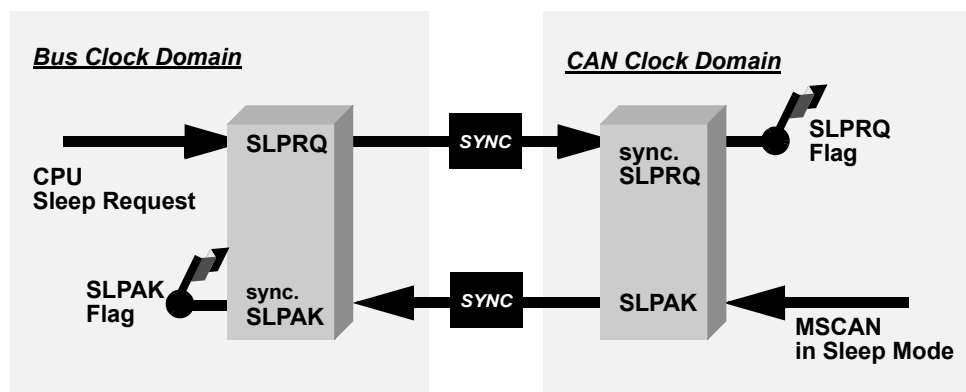 Bus Clock Domain
CAN Clock Domain
SLPRQ
SYNC
sync.
SLPRQ
SLPRQ
Flag
CPU
Sleep Request
SLPAK
Flag
sync.
SLPAK
SYNC
SLPAK
MSCAN
in Sleep Mode